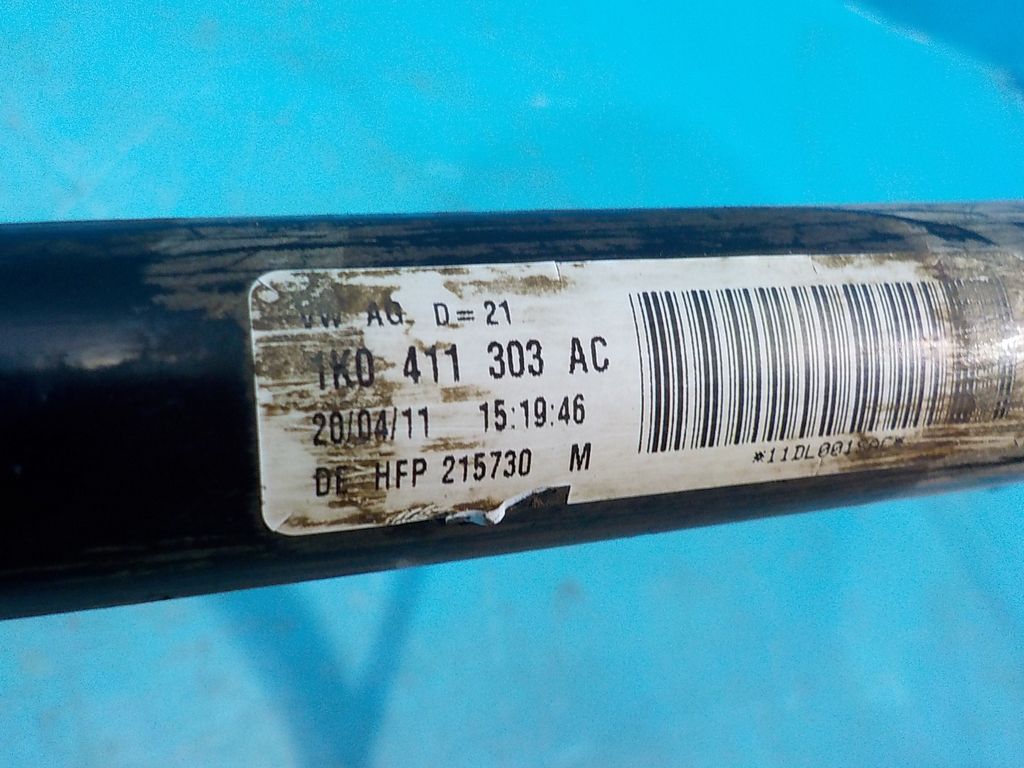 VW AG D=21
1K0 411 303 AC
20/04/11 15:19:46
DE HFP 215730 M